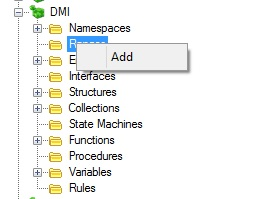 DMI
Namespaces
Add
Interfaces
Structures
Collections
State Machines
Functions
Procedures
Variables
Rules